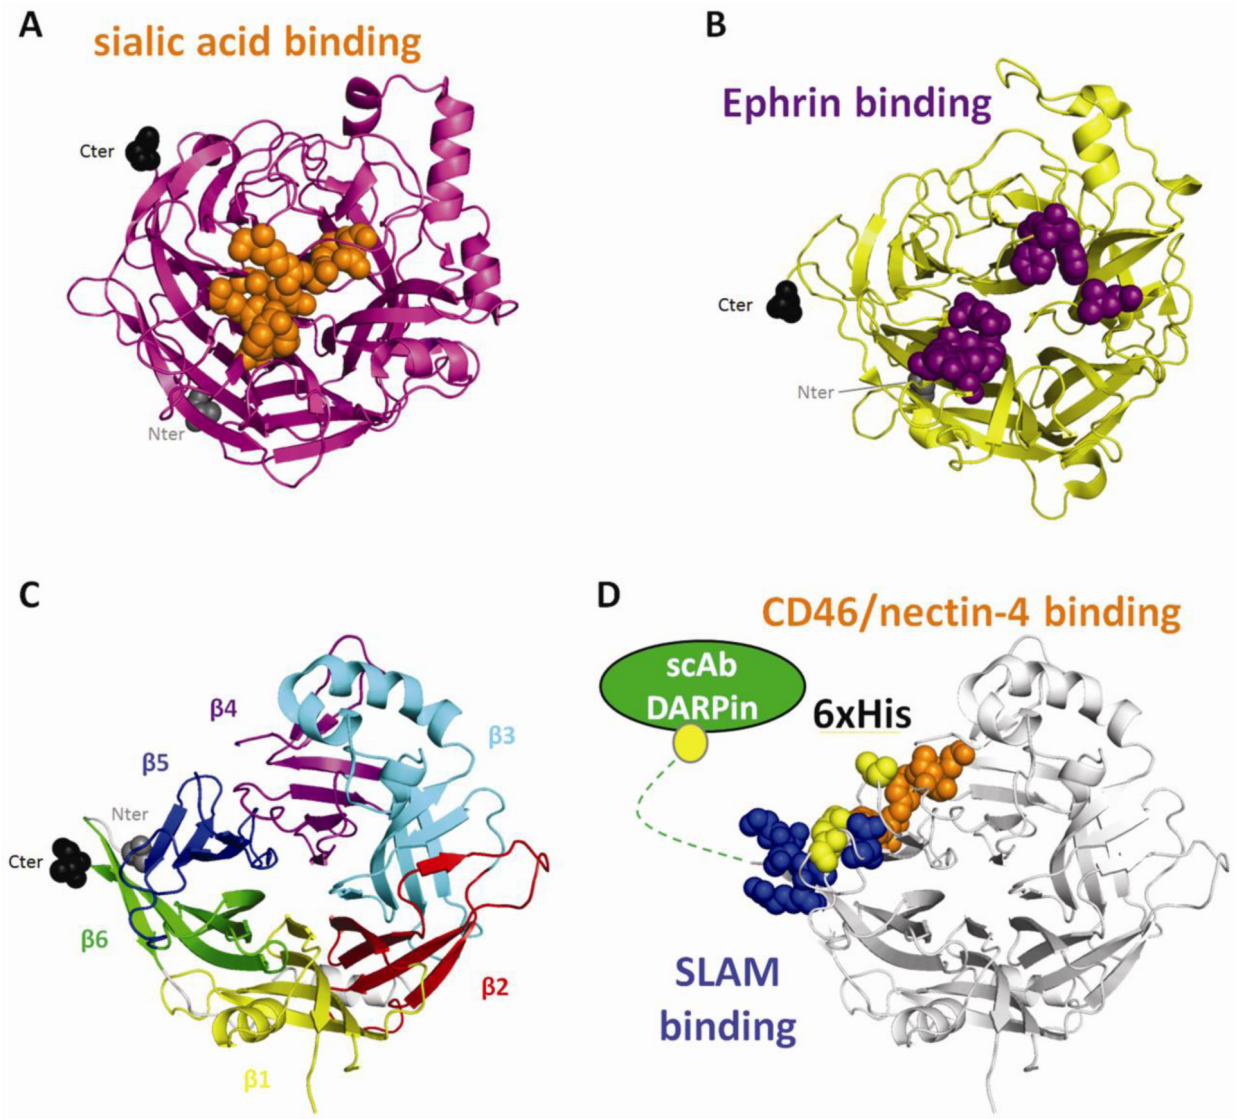 A
sialic acid binding
Cter
Nter
B
Ephrin binding
Cter
Nter
C
β4
β3
β5
Nter
Cter
β6
β2
β1
D
CD46/nectin-4 binding
scAb
DARPin
6xHis
SLAM
binding